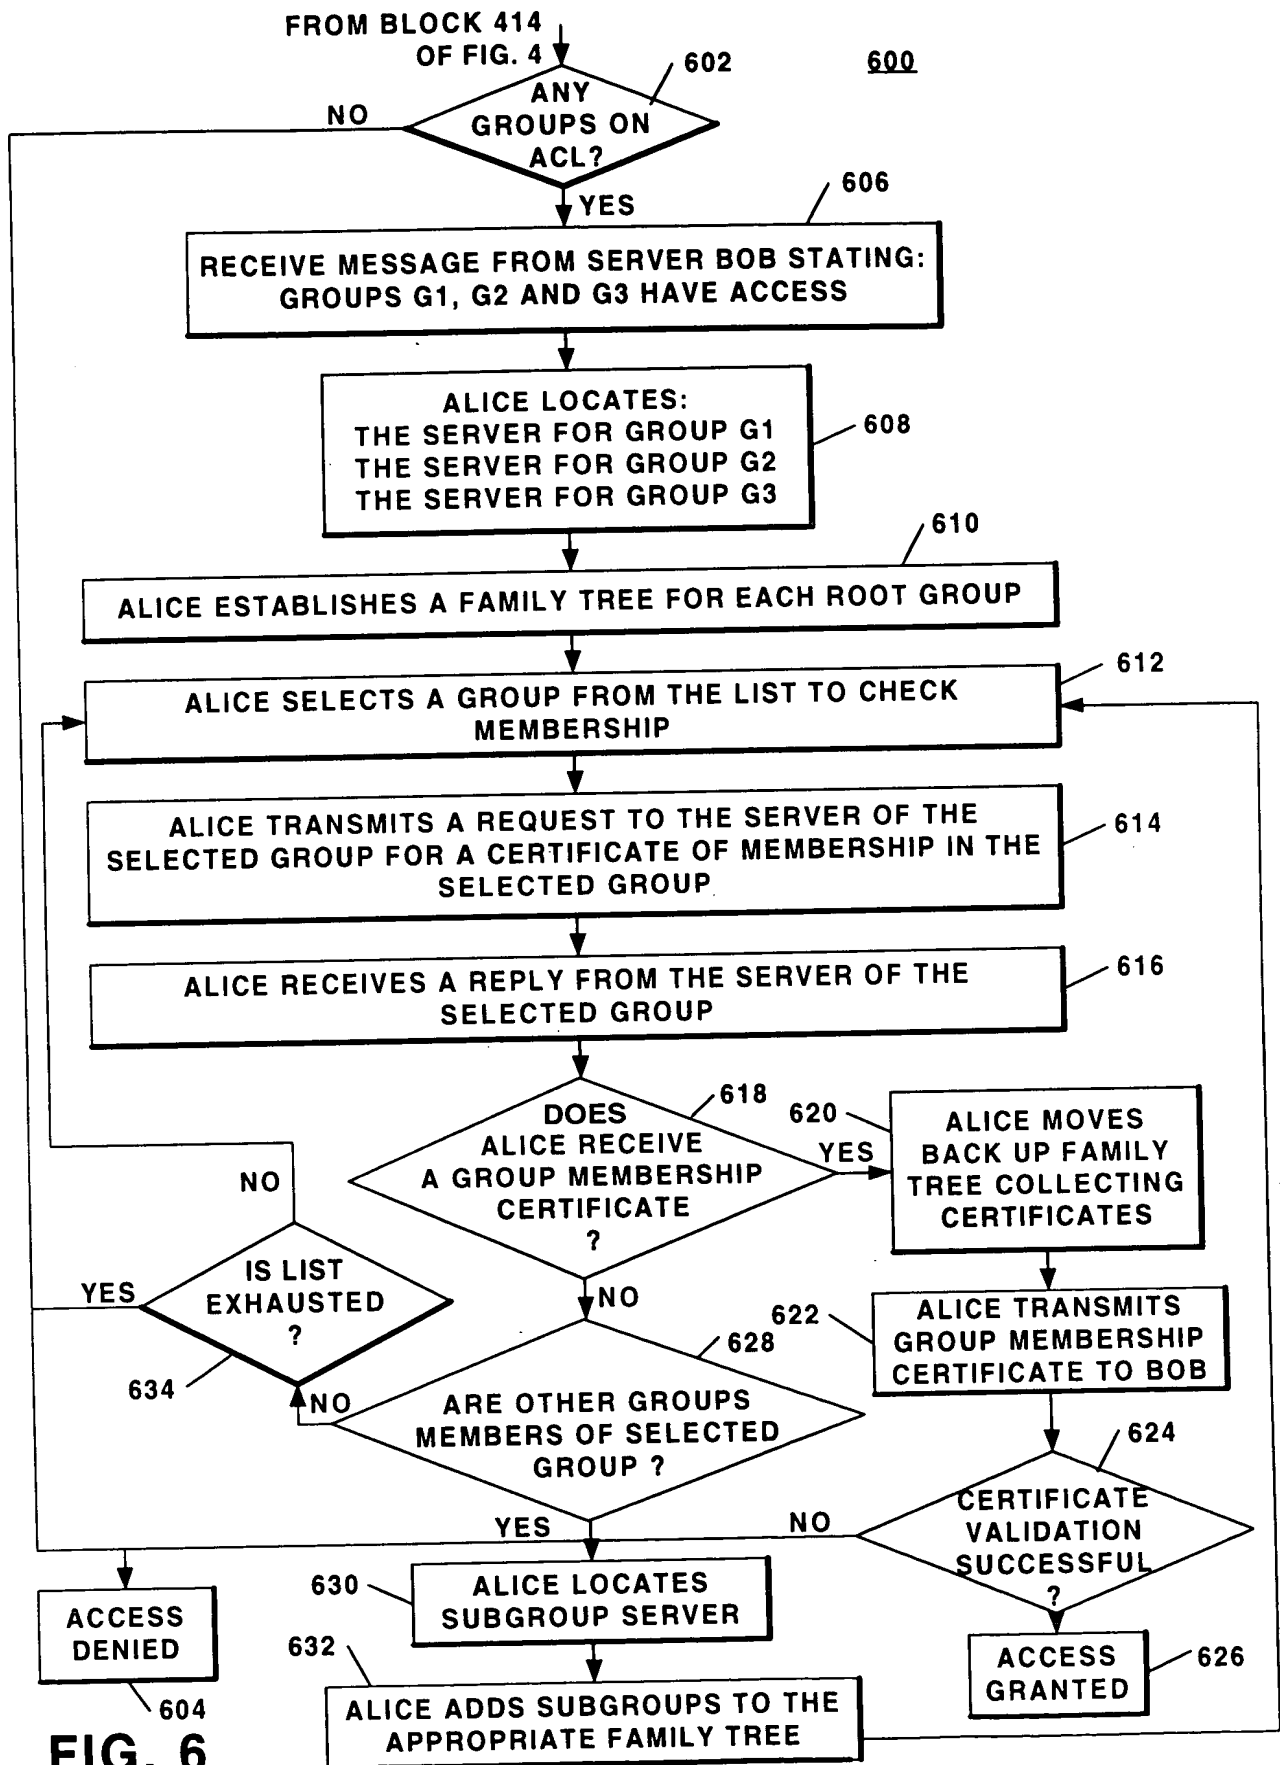 FROM BLOCK 414
OF FIG. 4
602
600
ANY
GROUPS ON
ACL?
NO
YES
606
RECEIVE MESSAGE FROM SERVER BOB STATING:
GROUPS G1, G2 AND G3 HAVE ACCESS
ALICE LOCATES:
THE SERVER FOR GROUP G1
THE SERVER FOR GROUP G2
THE SERVER FOR GROUP G3
608
610
ALICE ESTABLISHES A FAMILY TREE FOR EACH ROOT GROUP
612
ALICE SELECTS A GROUP FROM THE LIST TO CHECK
MEMBERSHIP
ALICE TRANSMITS A REQUEST TO THE SERVER OF THE
SELECTED GROUP FOR A CERTIFICATE OF MEMBERSHIP IN THE
SELECTED GROUP
614
ALICE RECEIVES A REPLY FROM THE SERVER OF THE
SELECTED GROUP
616
DOES
ALICE RECEIVE
A GROUP MEMBERSHIP
CERTIFICATE
?
618
YES
620
ALICE MOVES
BACK UP FAMILY
TREE COLLECTING
CERTIFICATES
NO
IS LIST
EXHAUSTED
?
YES
634
NO
622
ALICE TRANSMITS
GROUP MEMBERSHIP
CERTIFICATE TO BOB
628
ARE OTHER GROUPS
MEMBERS OF SELECTED
GROUP ?
NO
624
CERTIFICATE
VALIDATION
SUCCESSFUL
?
YES
NO
630
ALICE LOCATES
SUBGROUP SERVER
ACCESS
DENIED
604
632
ALICE ADDS SUBGROUPS TO THE
APPROPRIATE FAMILY TREE
ACCESS
GRANTED
626
FIG. 6